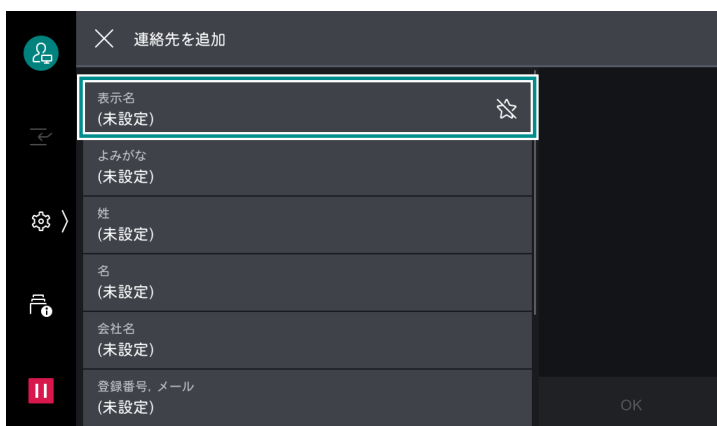 連絡先を追加
表示名
(未設定)
よみがな
(未設定)
姓
(未設定)
名
(未設定)
会社名
(未設定)
登録番号, メール
(未設定)
OK